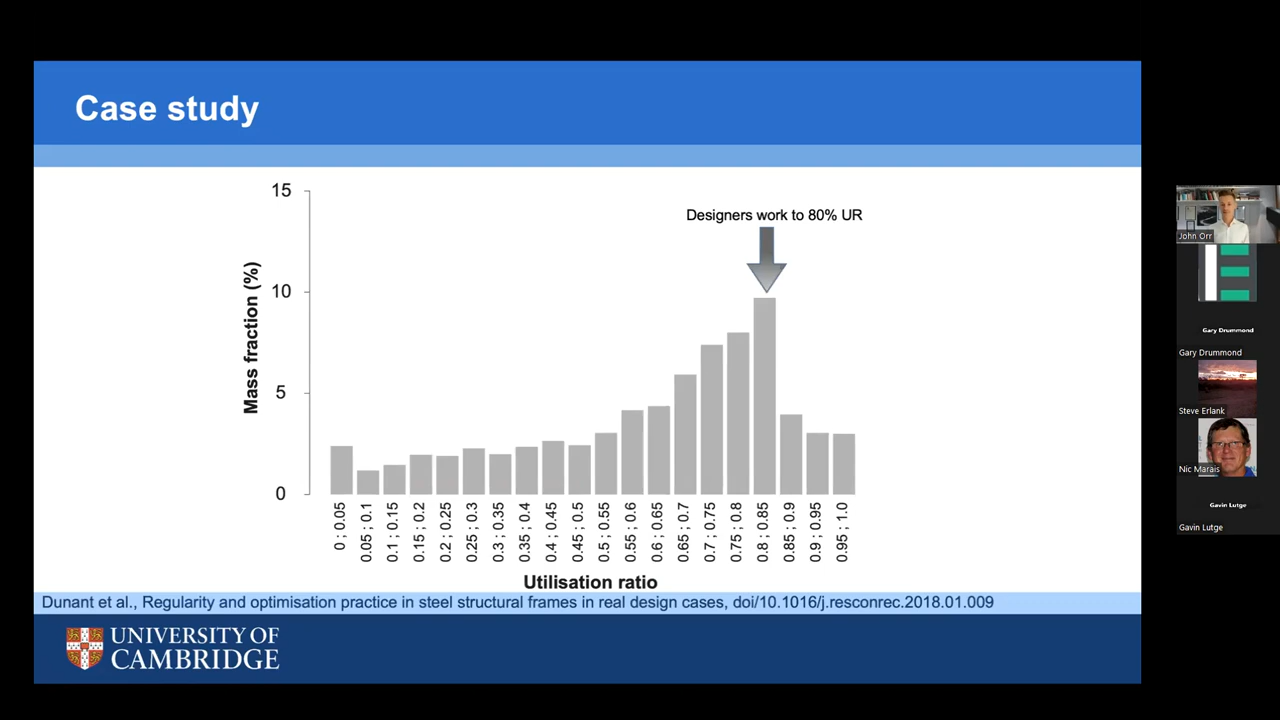 Case study
15
10
5
0
Mass fraction (%)
Designers work to 80% UR
0 ; 0.05
0.05 ; 0.1
0.1 ; 0.15
0.15 ; 0.2
0.2 ; 0.25
0.25 ; 0.3
0.3 ; 0.35
0.35 ; 0.4
0.4 ; 0.45
0.45 ; 0.5
0.5 ; 0.55
0.55 ; 0.6
0.6 ; 0.65
0.65 ; 0.7
0.7 ; 0.75
0.75 ; 0.8
0.8 ; 0.85
0.85 ; 0.9
0.9 ; 0.95
0.95 ; 1.0
Utilisation ratio
Dunant et al., Regularity and optimisation practice in steel structural frames in real design cases, doi/10.1016/j.resconrec.2018.01.009
UNIVERSITY OF
CAMBRIDGE
John Orr
Gary Drummond
Gary Drummond
Steve Erlank
Nic Marais
Gavin Lutge
Gavin Lutge